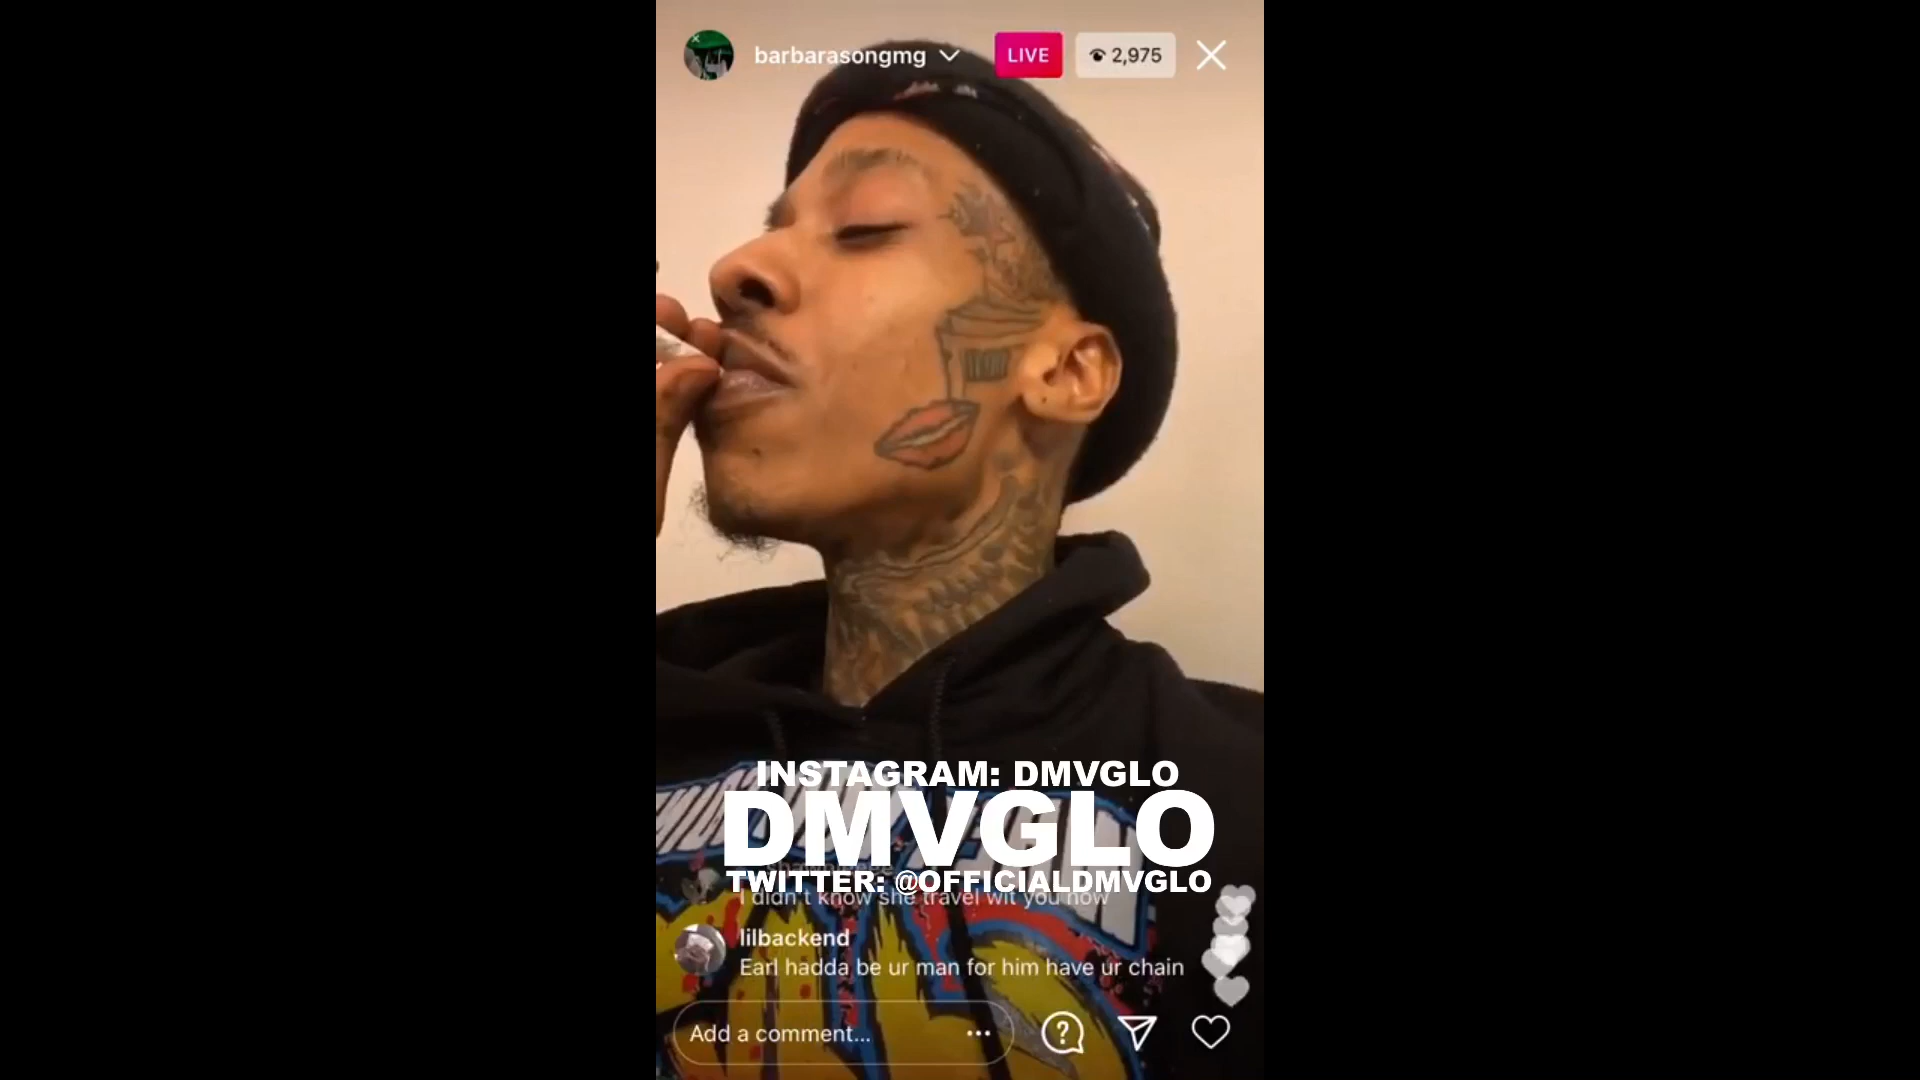 barbarasongmg
LIVE
2,975
INSTAGRAM: DMVGLO
DMVGLO
TWITTER: @OFFICIALDMVGLO
I didn't know she travel wit you now
lilbackend
Earl hadda be ur man for him have ur chain
Add a comment...